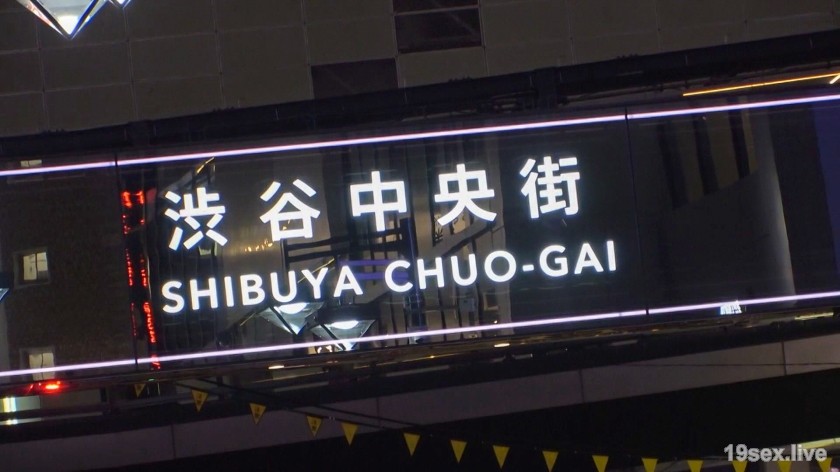 渋谷中央街
SHIBUYA CHUO-GAI
19sex.live